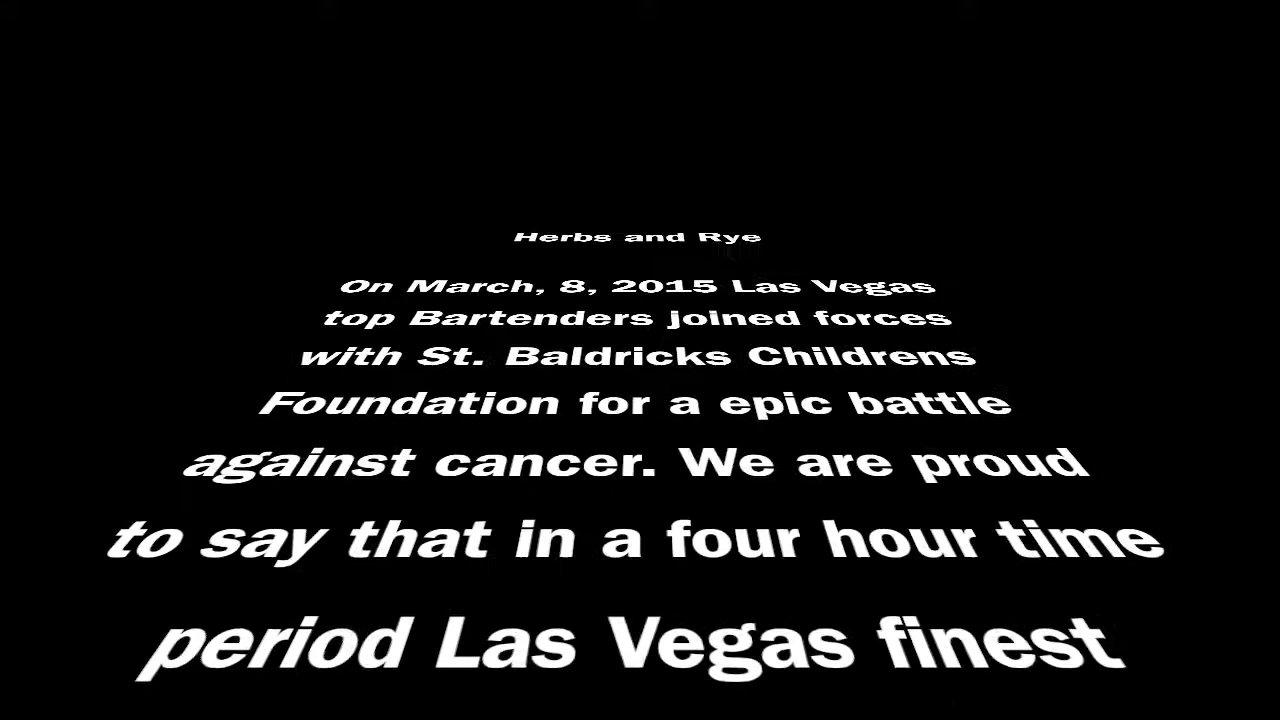 Herbs and Rye
On March, 8, 2015 Las Vegas
top Bartenders joined forces
with St. Baldricks Childrens
Foundation for a epic battle
against cancer. We are proud
to say that in a four hour time
period Las Vegas finest